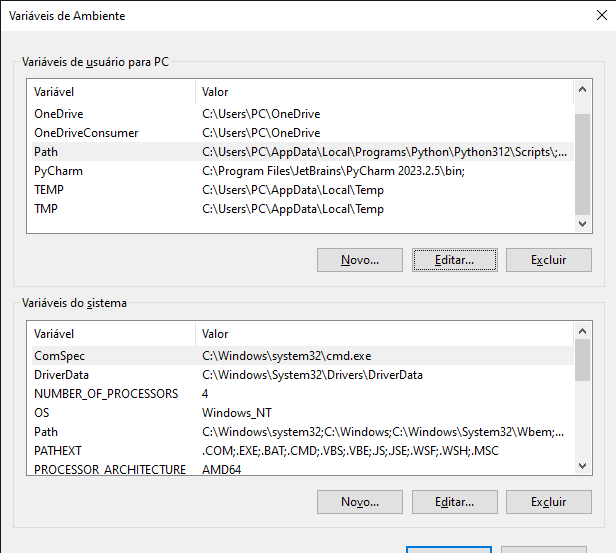 Variáveis de Ambiente
Variáveis de usuário para PC
Variável Valor
OneDrive C:\Users\PC\OneDrive
OneDriveConsumer C:\Users\PC\OneDrive
Path C:\Users\PC\AppData\Local\Programs\Python\Python312\Scripts\;...
PyCharm C:\Program Files\JetBrains\PyCharm 2023.2.5\bin;
TEMP C:\Users\PC\AppData\Local\Temp
TMP C:\Users\PC\AppData\Local\Temp
Novo... Editar... Excluir
Variáveis do sistema
Variável Valor
ComSpec C:\Windows\system32\cmd.exe
DriverData C:\Windows\System32\Drivers\DriverData
NUMBER_OF_PROCESSORS 4
OS Windows_NT
Path C:\Windows\system32;C:\Windows;C:\Windows\System32\Wbem;...
PATHEXT .COM;.EXE;.BAT;.CMD;.VBS;.VBE;.JS;.JSE;.WSF;.WSH;.MSC
PROCESSOR_ARCHITECTURE AMD64
Novo... Editar... Excluir